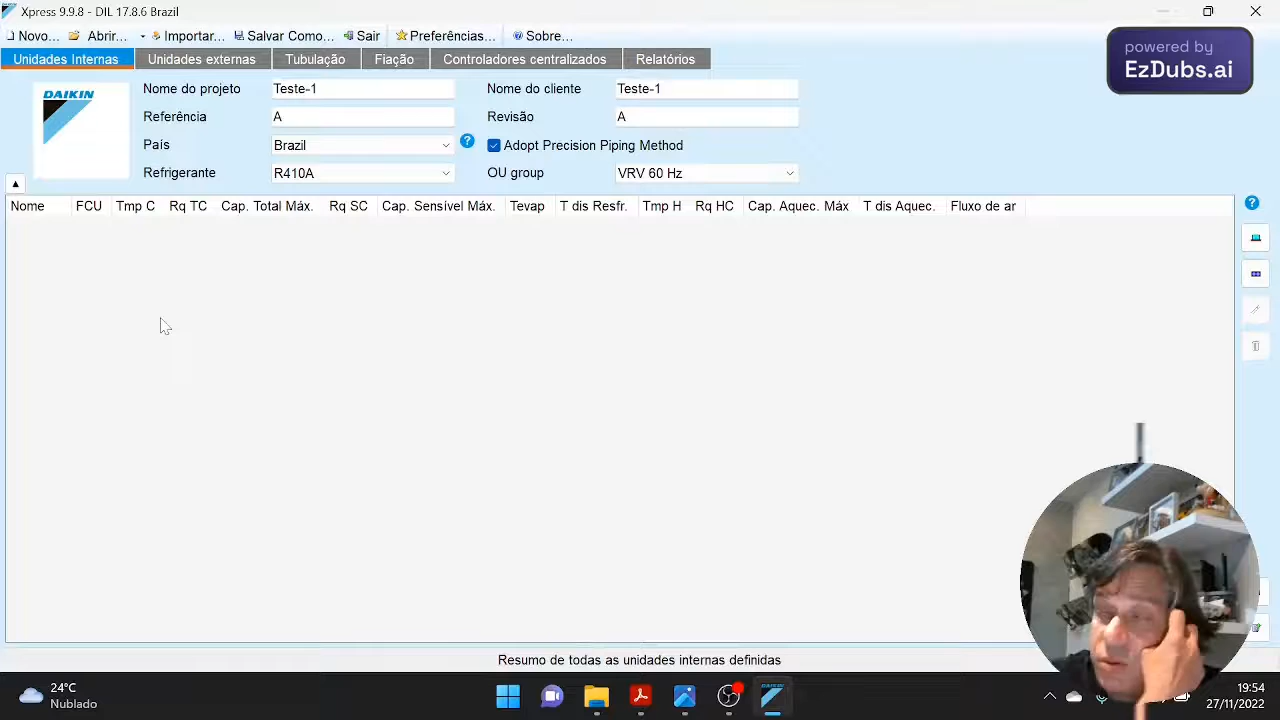 Xpress 9.9.8 - DIL 17.8.6 Brazil
Novo... Abrir... Importar... Salvar Como... Sair Preferências... Sobre...
Unidades Internas Unidades externas Tubulação Fiação Controladores centralizados Relatórios
powered by
EzDubs.ai
DAIKIN
Nome do projeto Teste-1 Nome do cliente Teste-1
Referência A Revisão A
País Brazil ? Adopt Precision Piping Method
Refrigerante R410A OU group VRV 60 Hz
Nome FCU Tmp C Rq TC Cap. Total Máx. Rq SC Cap. Sensível Máx. Tevap T dis Resfr. Tmp H Rq HC Cap. Aquec. Máx T dis Aquec. Fluxo de ar ?
Resumo de todas as unidades internas definidas
24°C
Nublado
DAIKIN
19:54
27/11/2022